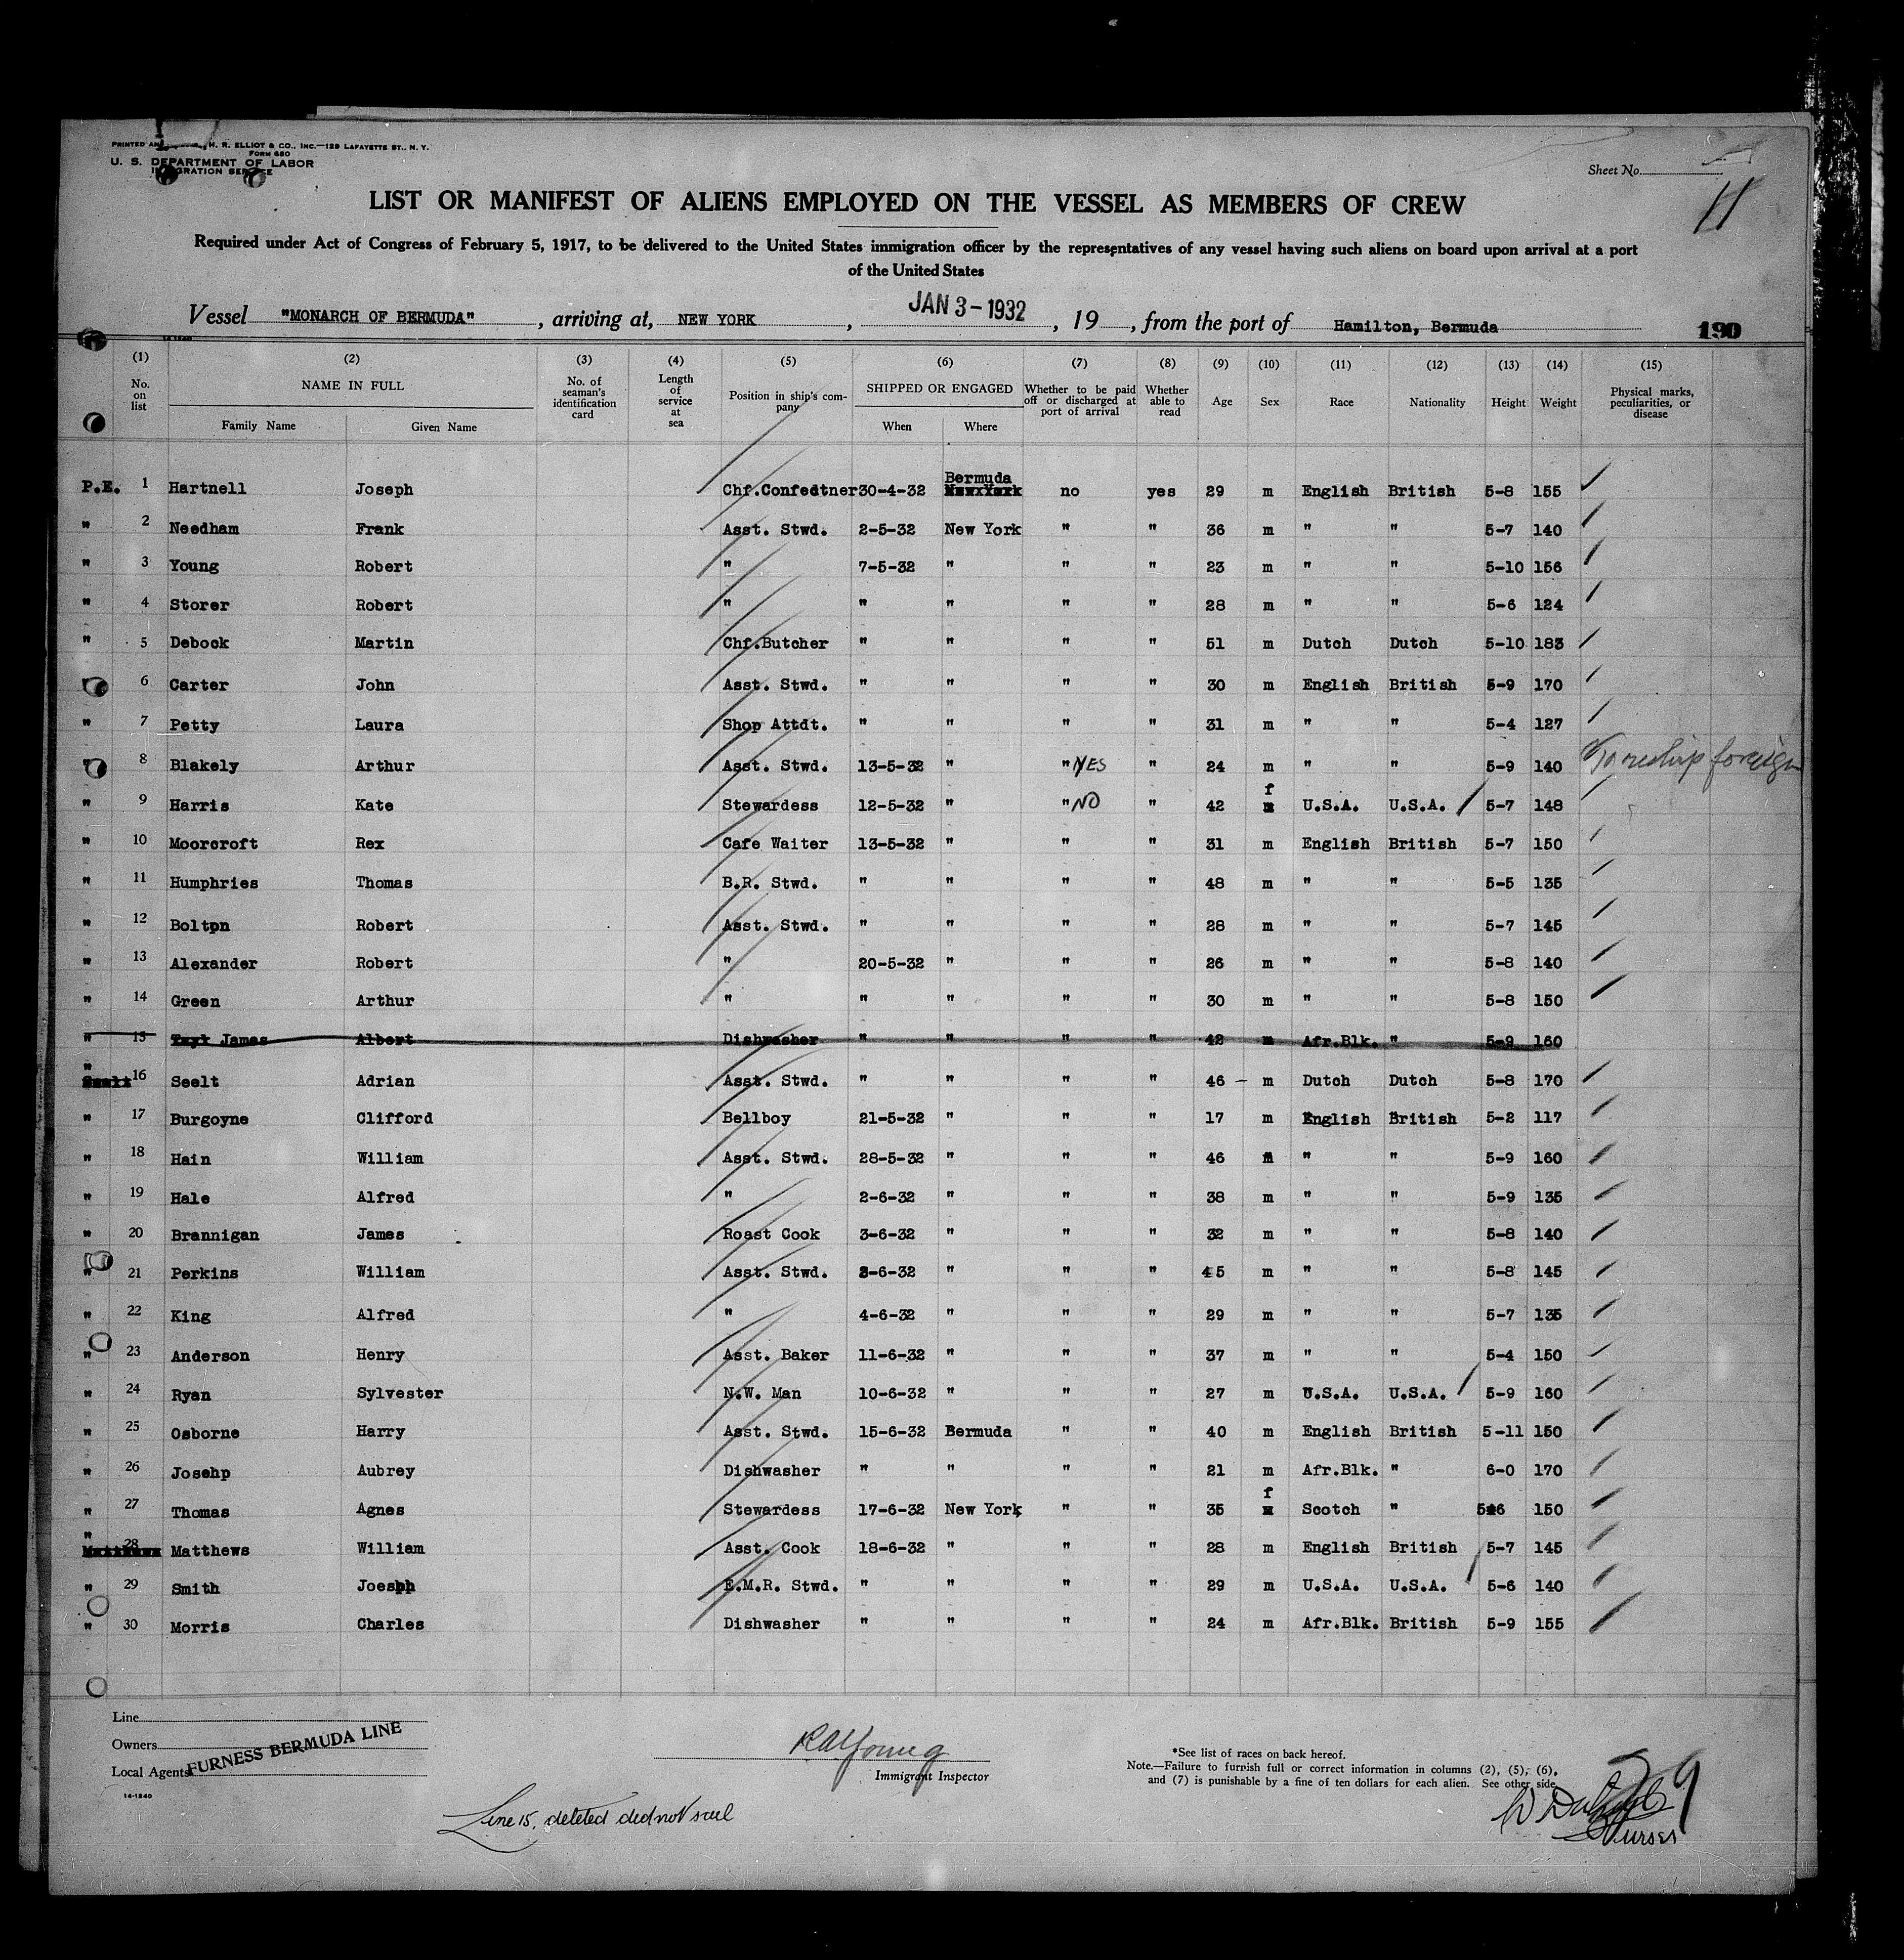 PRINTED AN H. R. ELLIOT & CO., INC.—129 LAFAYETTE ST., N. Y.
FORM 680
U. S. DEPARTMENT OF LABOR
IMMIGRATION SERVICE
Sheet No.
11
LIST OR MANIFEST OF ALIENS EMPLOYED ON THE VESSEL AS MEMBERS OF CREW
Required under Act of Congress of February 5, 1917, to be delivered to the United States immigration officer by the representatives of any vessel having such aliens on board upon arrival at a port
of the United States
Vessel "MONARCH OF BERMUDA", arriving at, NEW YORK, JAN 3-1932, 19, from the port of Hamilton, Bermuda 190
14-1240
(1) (2) (3) (4) (5) (6) (7) (8) (9) (10) (11) (12) (13) (14) (15)
No. on list NAME IN FULL Family Name Given Name No. of seaman's identification card Length of service at sea Position in ship's company SHIPPED OR ENGAGED When Where Whether to be paid off or discharged at port of arrival Whether able to read Age Sex Race Nationality Height Weight Physical marks, peculiarities, or disease
P.E. 1 Hartnell Joseph Chf.Confectner 30-4-32 Bermuda New York no yes 29 m English British 5-8 155
" 2 Needham Frank Asst. Stwd. 2-5-32 New York " " 36 m " " 5-7 140
" 3 Young Robert " 7-5-32 " " " 23 m " " 5-10 156
" 4 Storer Robert " " " " " 28 m " " 5-6 124
" 5 Debock Martin Chf.Butcher " " " " 51 m Dutch Dutch 5-10 183
" 6 Carter John Asst. Stwd. " " " " 30 m English British 5-9 170
" 7 Petty Laura Shop Attdt. " " " " 31 m " " 5-4 127
" 8 Blakely Arthur Asst. Stwd. 13-5-32 " " YES " 24 m " " 5-9 140 To reship foreign
" 9 Harris Kate Stewardess 12-5-32 " " NO " 42 f m U.S.A. U.S.A. 5-7 148
" 10 Moorcroft Rex Cafe Waiter 13-5-32 " " " 31 m English British 5-7 150
" 11 Humphries Thomas B.R. Stwd. " " " " 48 m " " 5-5 135
" 12 Boltpn Robert Asst. Stwd. " " " " 28 m " " 5-7 145
" 13 Alexander Robert " 20-5-32 " " " 26 m " " 5-8 140
" 14 Green Arthur " " " " " 30 m " " 5-8 150
" 15 James Albert Dishwasher " " " " 42 m Afr.Blk. " 5-9 160
" Seelt 16 Seelt Adrian Asst. Stwd. " " " " 46 - m Dutch Dutch 5-8 170
" 17 Burgoyne Clifford Bellboy 21-5-32 " " " 17 m English British 5-2 117
" 18 Hain William Asst. Stwd. 28-5-32 " " " 46 m " " 5-9 160
" 19 Hale Alfred " 2-6-32 " " " 38 m " " 5-9 135
" 20 Brannigan James Roast Cook 3-6-32 " " " 32 m " " 5-8 140
" 21 Perkins William Asst. Stwd. 3-6-32 " " " 45 m " " 5-8 145
" 22 King Alfred " 4-6-32 " " " 29 m " " 5-7 135
" 23 Anderson Henry Asst. Baker 11-6-32 " " " 37 m " " 5-4 150
" 24 Ryan Sylvester N.W. Man 10-6-32 " " " 27 m U.S.A. U.S.A. 5-9 160
" 25 Osborne Harry Asst. Stwd. 15-6-32 Bermuda " " 40 m English British 5-11 150
" 26 Josehp Aubrey Dishwasher " " " " 21 m Afr.Blk. " 6-0 170
" 27 Thomas Agnes Stewardess 17-6-32 New York " " 35 f m Scotch " 5-6 150
" Matthews 28 Matthews William Asst. Cook 18-6-32 " " " 28 m English British 5-7 145
" 29 Smith Joesph E.M.R. Stwd. " " " " 29 m U.S.A. U.S.A. 5-6 140
" 30 Morris Charles Dishwasher " " " " 24 m Afr.Blk. British 5-9 155
Line
Owners
Local Agents FURNESS BERMUDA LINE
14-1240
RAYoung
Immigrant Inspector
*See list of races on back hereof.
Note.—Failure to furnish full or correct information in columns (2), (5), (6),
and (7) is punishable by a fine of ten dollars for each alien. See other side.
29
Line 15, deleted did not sail
Purser